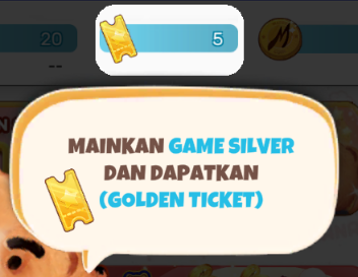 20
5
--
MAINKAN GAME SILVER
DAN DAPATKAN
(GOLDEN TICKET)